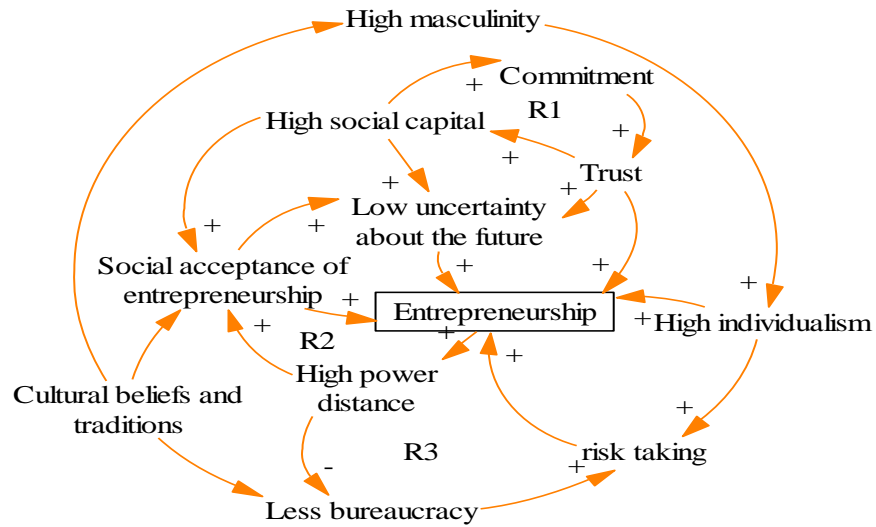 High masculinity
+
Commitment
High social capital
R1
+
+
Trust
+
+
Low uncertainty
about the future
+
+
+
+
Social acceptance of
entrepreneurship
+
+
Entrepreneurship
+
High individualism
+
R2
+
+
High power
distance
Cultural beliefs and
traditions
+
R3
risk taking
-
+
Less bureaucracy